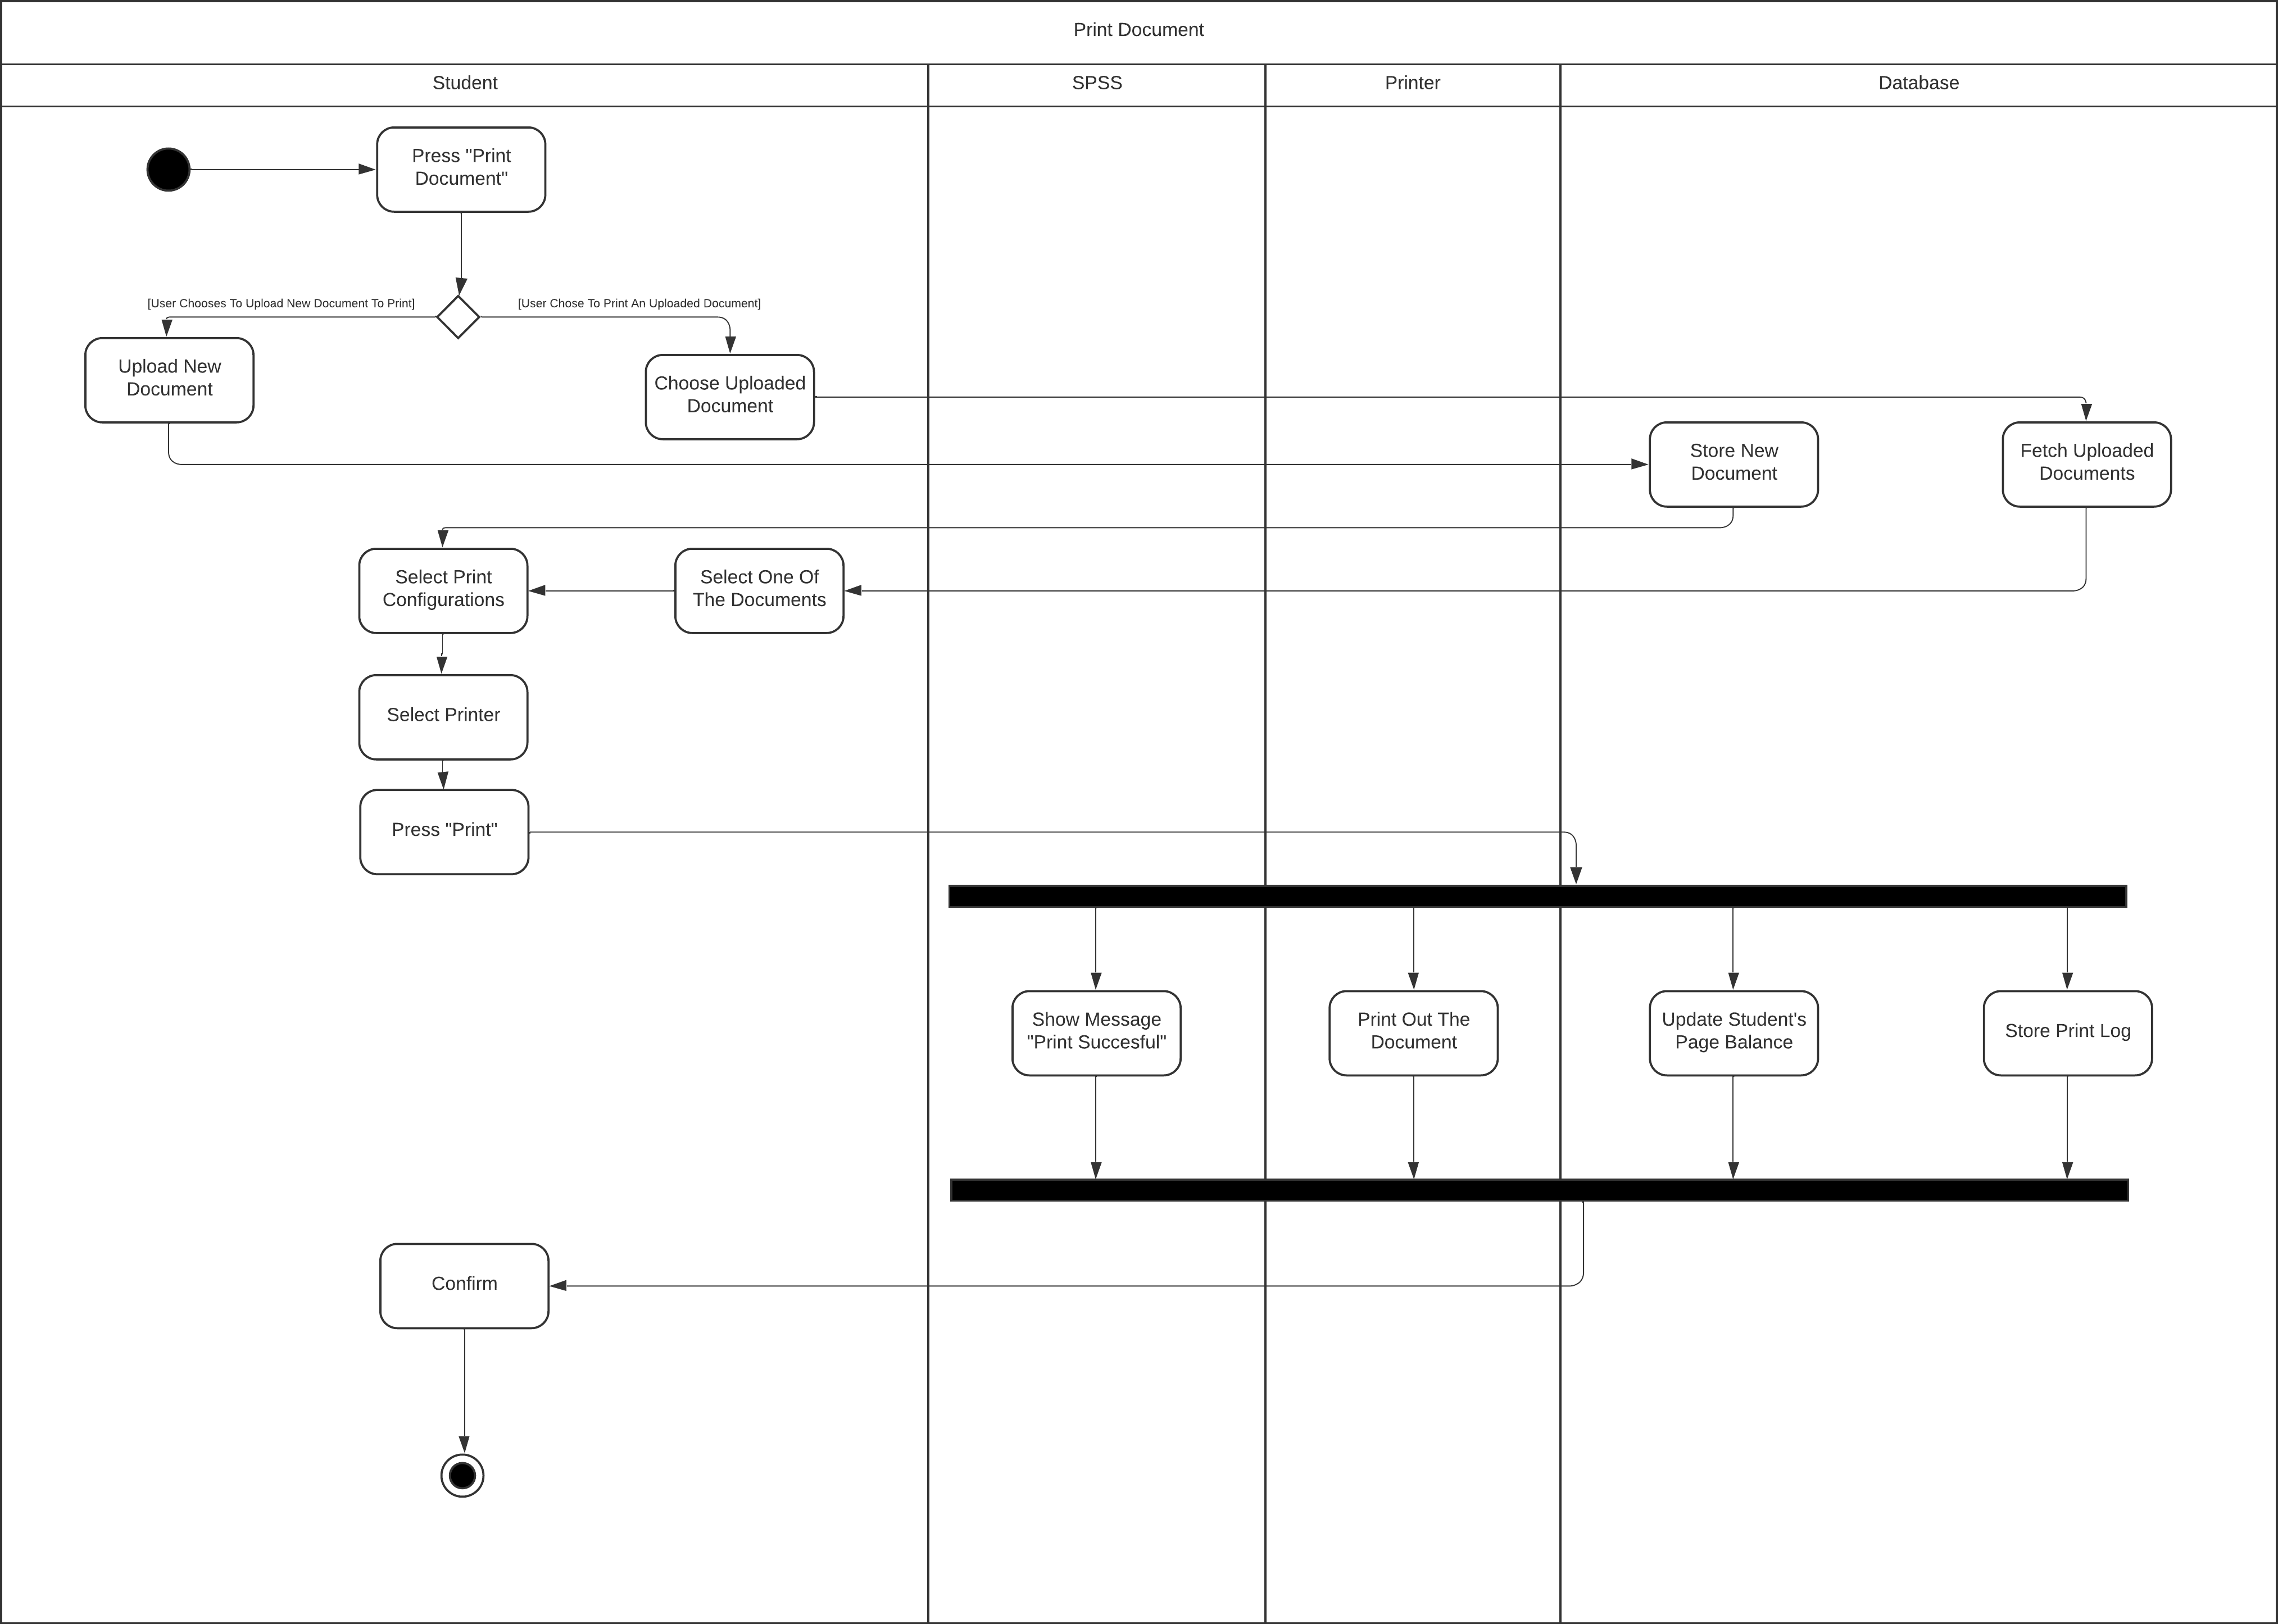 Print Document
Student
SPSS
Printer
Database
Press "Print
Document"
[User Chooses To Upload New Document To Print]
[User Chose To Print An Uploaded Document]
Upload New
Document
Choose Uploaded
Document
Store New
Document
Fetch Uploaded
Documents
Select Print
Configurations
Select One Of
The Documents
Select Printer
Press "Print"
Show Message
"Print Succesful"
Print Out The
Document
Update Student's
Page Balance
Store Print Log
Confirm